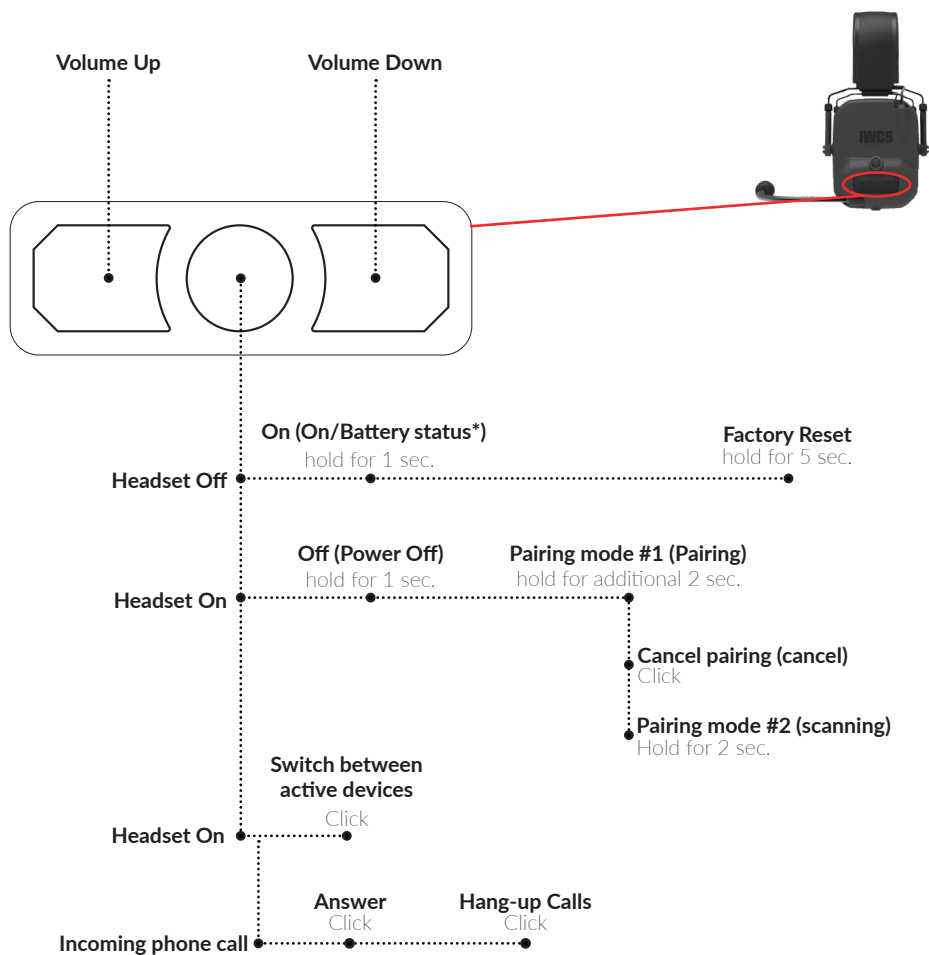 Volume Up
Volume Down
IWCS
On (On/Battery status*)
hold for 1 sec.
Factory Reset
hold for 5 sec.
Headset Off
Off (Power Off)
hold for 1 sec.
Pairing mode #1 (Pairing)
hold for additional 2 sec.
Headset On
Cancel pairing (cancel)
Click
Pairing mode #2 (scanning)
Hold for 2 sec.
Switch between
active devices
Click
Headset On
Answer
Click
Hang-up Calls
Click
Incoming phone call